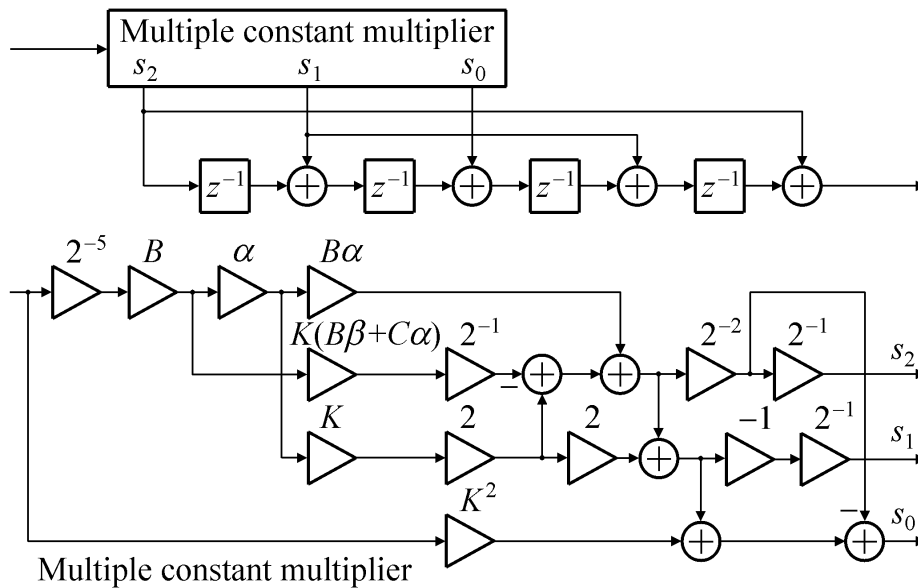 Multiple constant multiplier
s₂ s₁ s₀
z⁻¹ + z⁻¹ + z⁻¹ + z⁻¹ +
2⁻⁵ B α Bα
K(Bβ+Cα) 2⁻¹ − + + 2⁻² 2⁻¹ s₂
K 2 2 + −1 2⁻¹ s₁
K² + − + s₀
Multiple constant multiplier